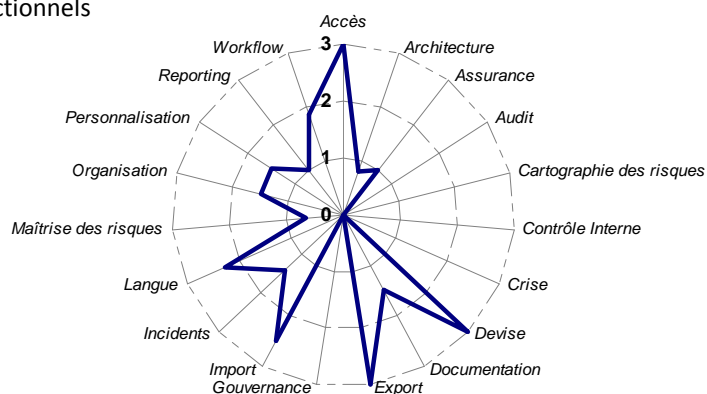 ctionnels
Accès
Workflow 3 Architecture
Reporting Assurance
2
Personnalisation Audit
1
Organisation Cartographie des risques
0
Maîtrise des risques Contrôle Interne
Langue Crise
Incidents Devise
Import Documentation
Gouvernance Export